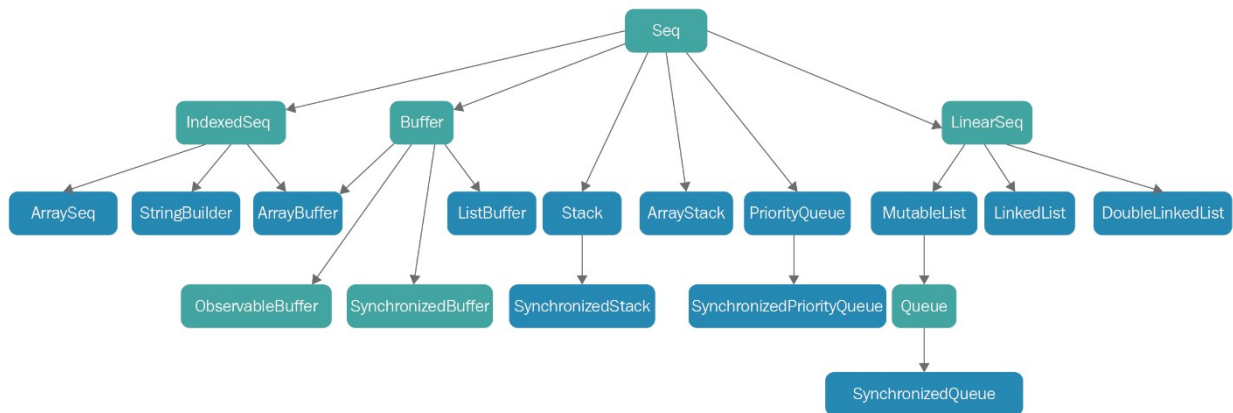 Seq
IndexedSeq
Buffer
LinearSeq
ArraySeq
StringBuilder
ArrayBuffer
ListBuffer
Stack
ArrayStack
PriorityQueue
MutableList
LinkedList
DoubleLinkedList
ObservableBuffer
SynchronizedBuffer
SynchronizedStack
SynchronizedPriorityQueue
Queue
SynchronizedQueue